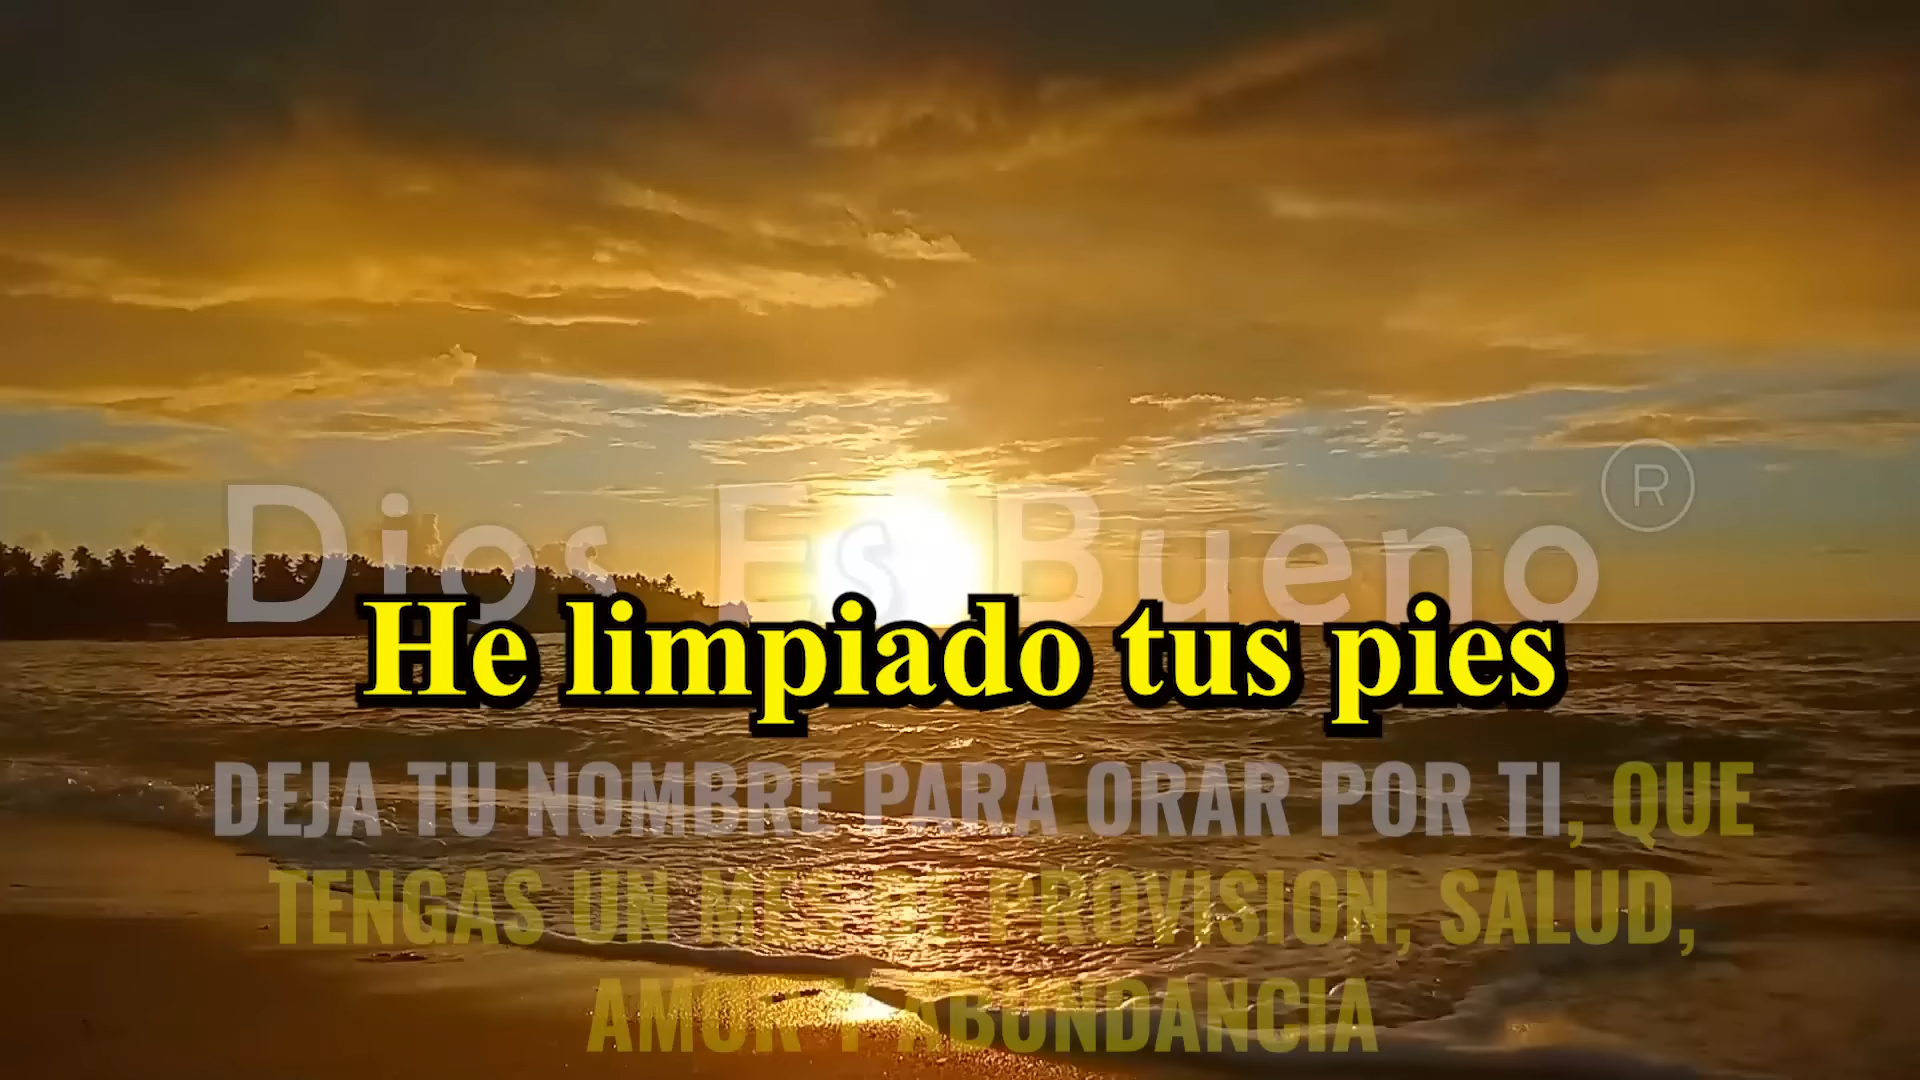 Dios Es Bueno ®
He limpiado tus pies
DEJA TU NOMBRE PARA ORAR POR TI, QUE
TENGAS UN MES DE PROVISION, SALUD,
AMOR Y ABUNDANCIA